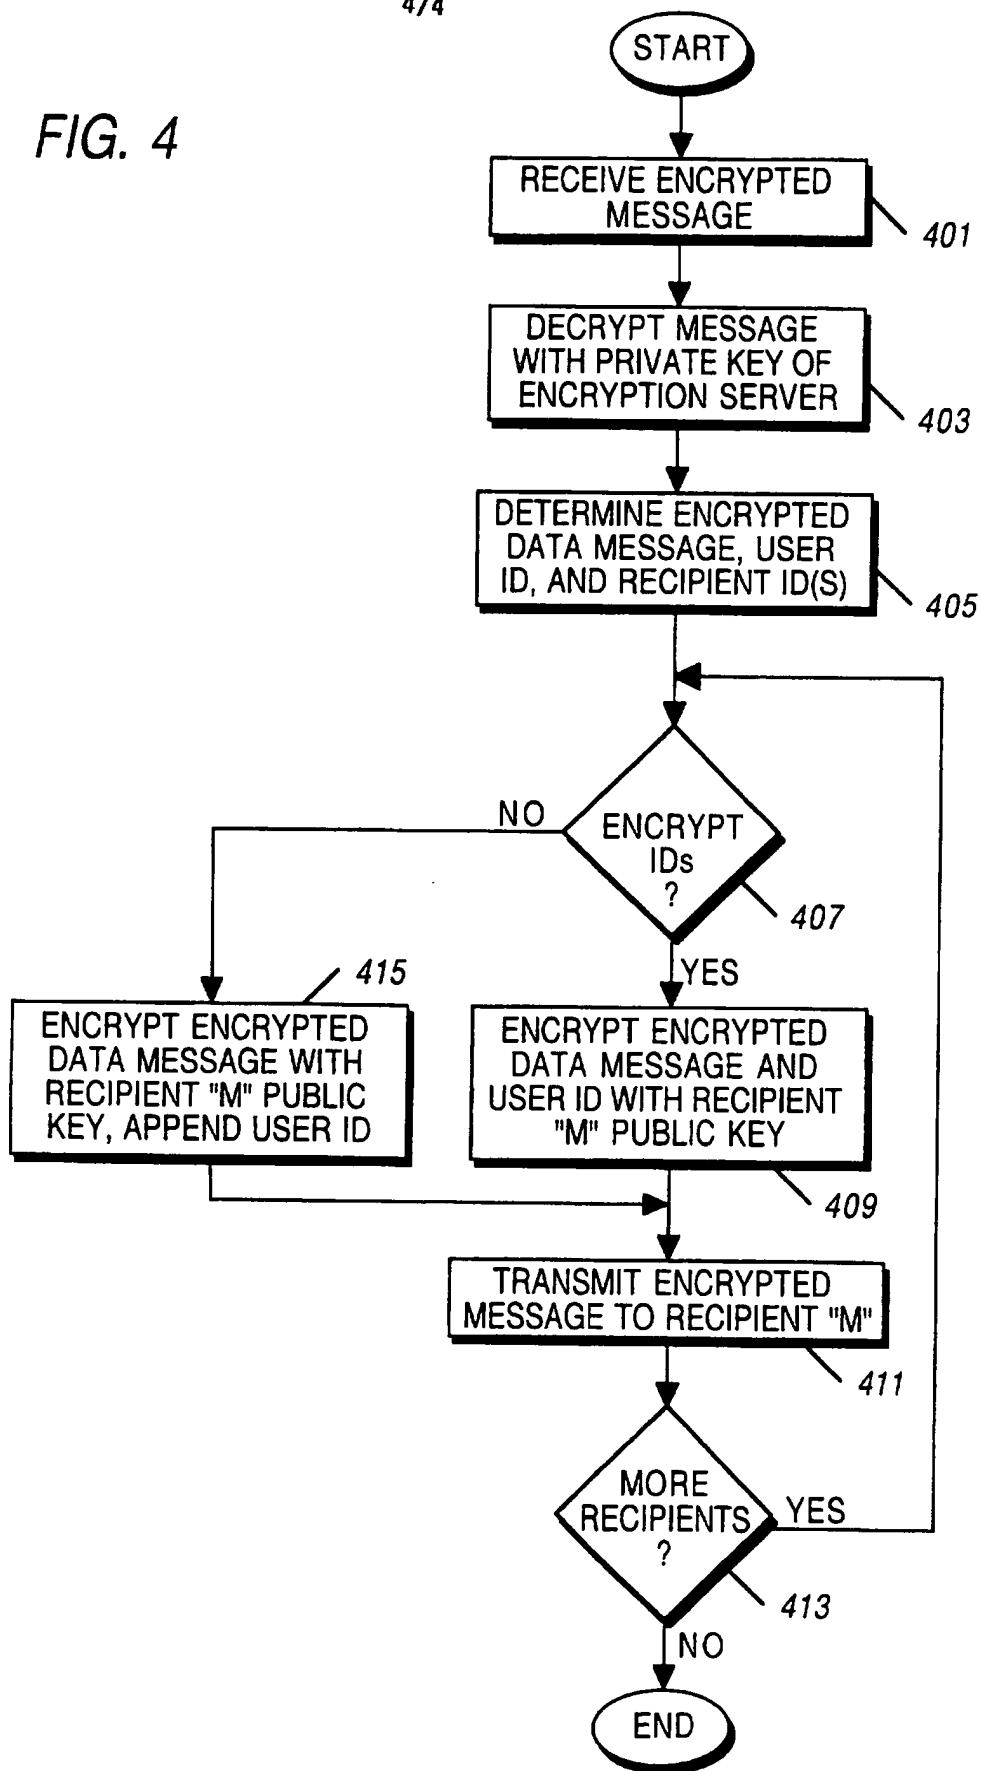 4/4
FIG. 4
START
RECEIVE ENCRYPTED
MESSAGE
401
DECRYPT MESSAGE
WITH PRIVATE KEY OF
ENCRYPTION SERVER
403
DETERMINE ENCRYPTED
DATA MESSAGE, USER
ID, AND RECIPIENT ID(S)
405
NO
ENCRYPT
IDs
?
407
YES
415
ENCRYPT ENCRYPTED
DATA MESSAGE WITH
RECIPIENT "M" PUBLIC
KEY, APPEND USER ID
ENCRYPT ENCRYPTED
DATA MESSAGE AND
USER ID WITH RECIPIENT
"M" PUBLIC KEY
409
TRANSMIT ENCRYPTED
MESSAGE TO RECIPIENT "M"
411
MORE
RECIPIENTS
?
YES
413
NO
END